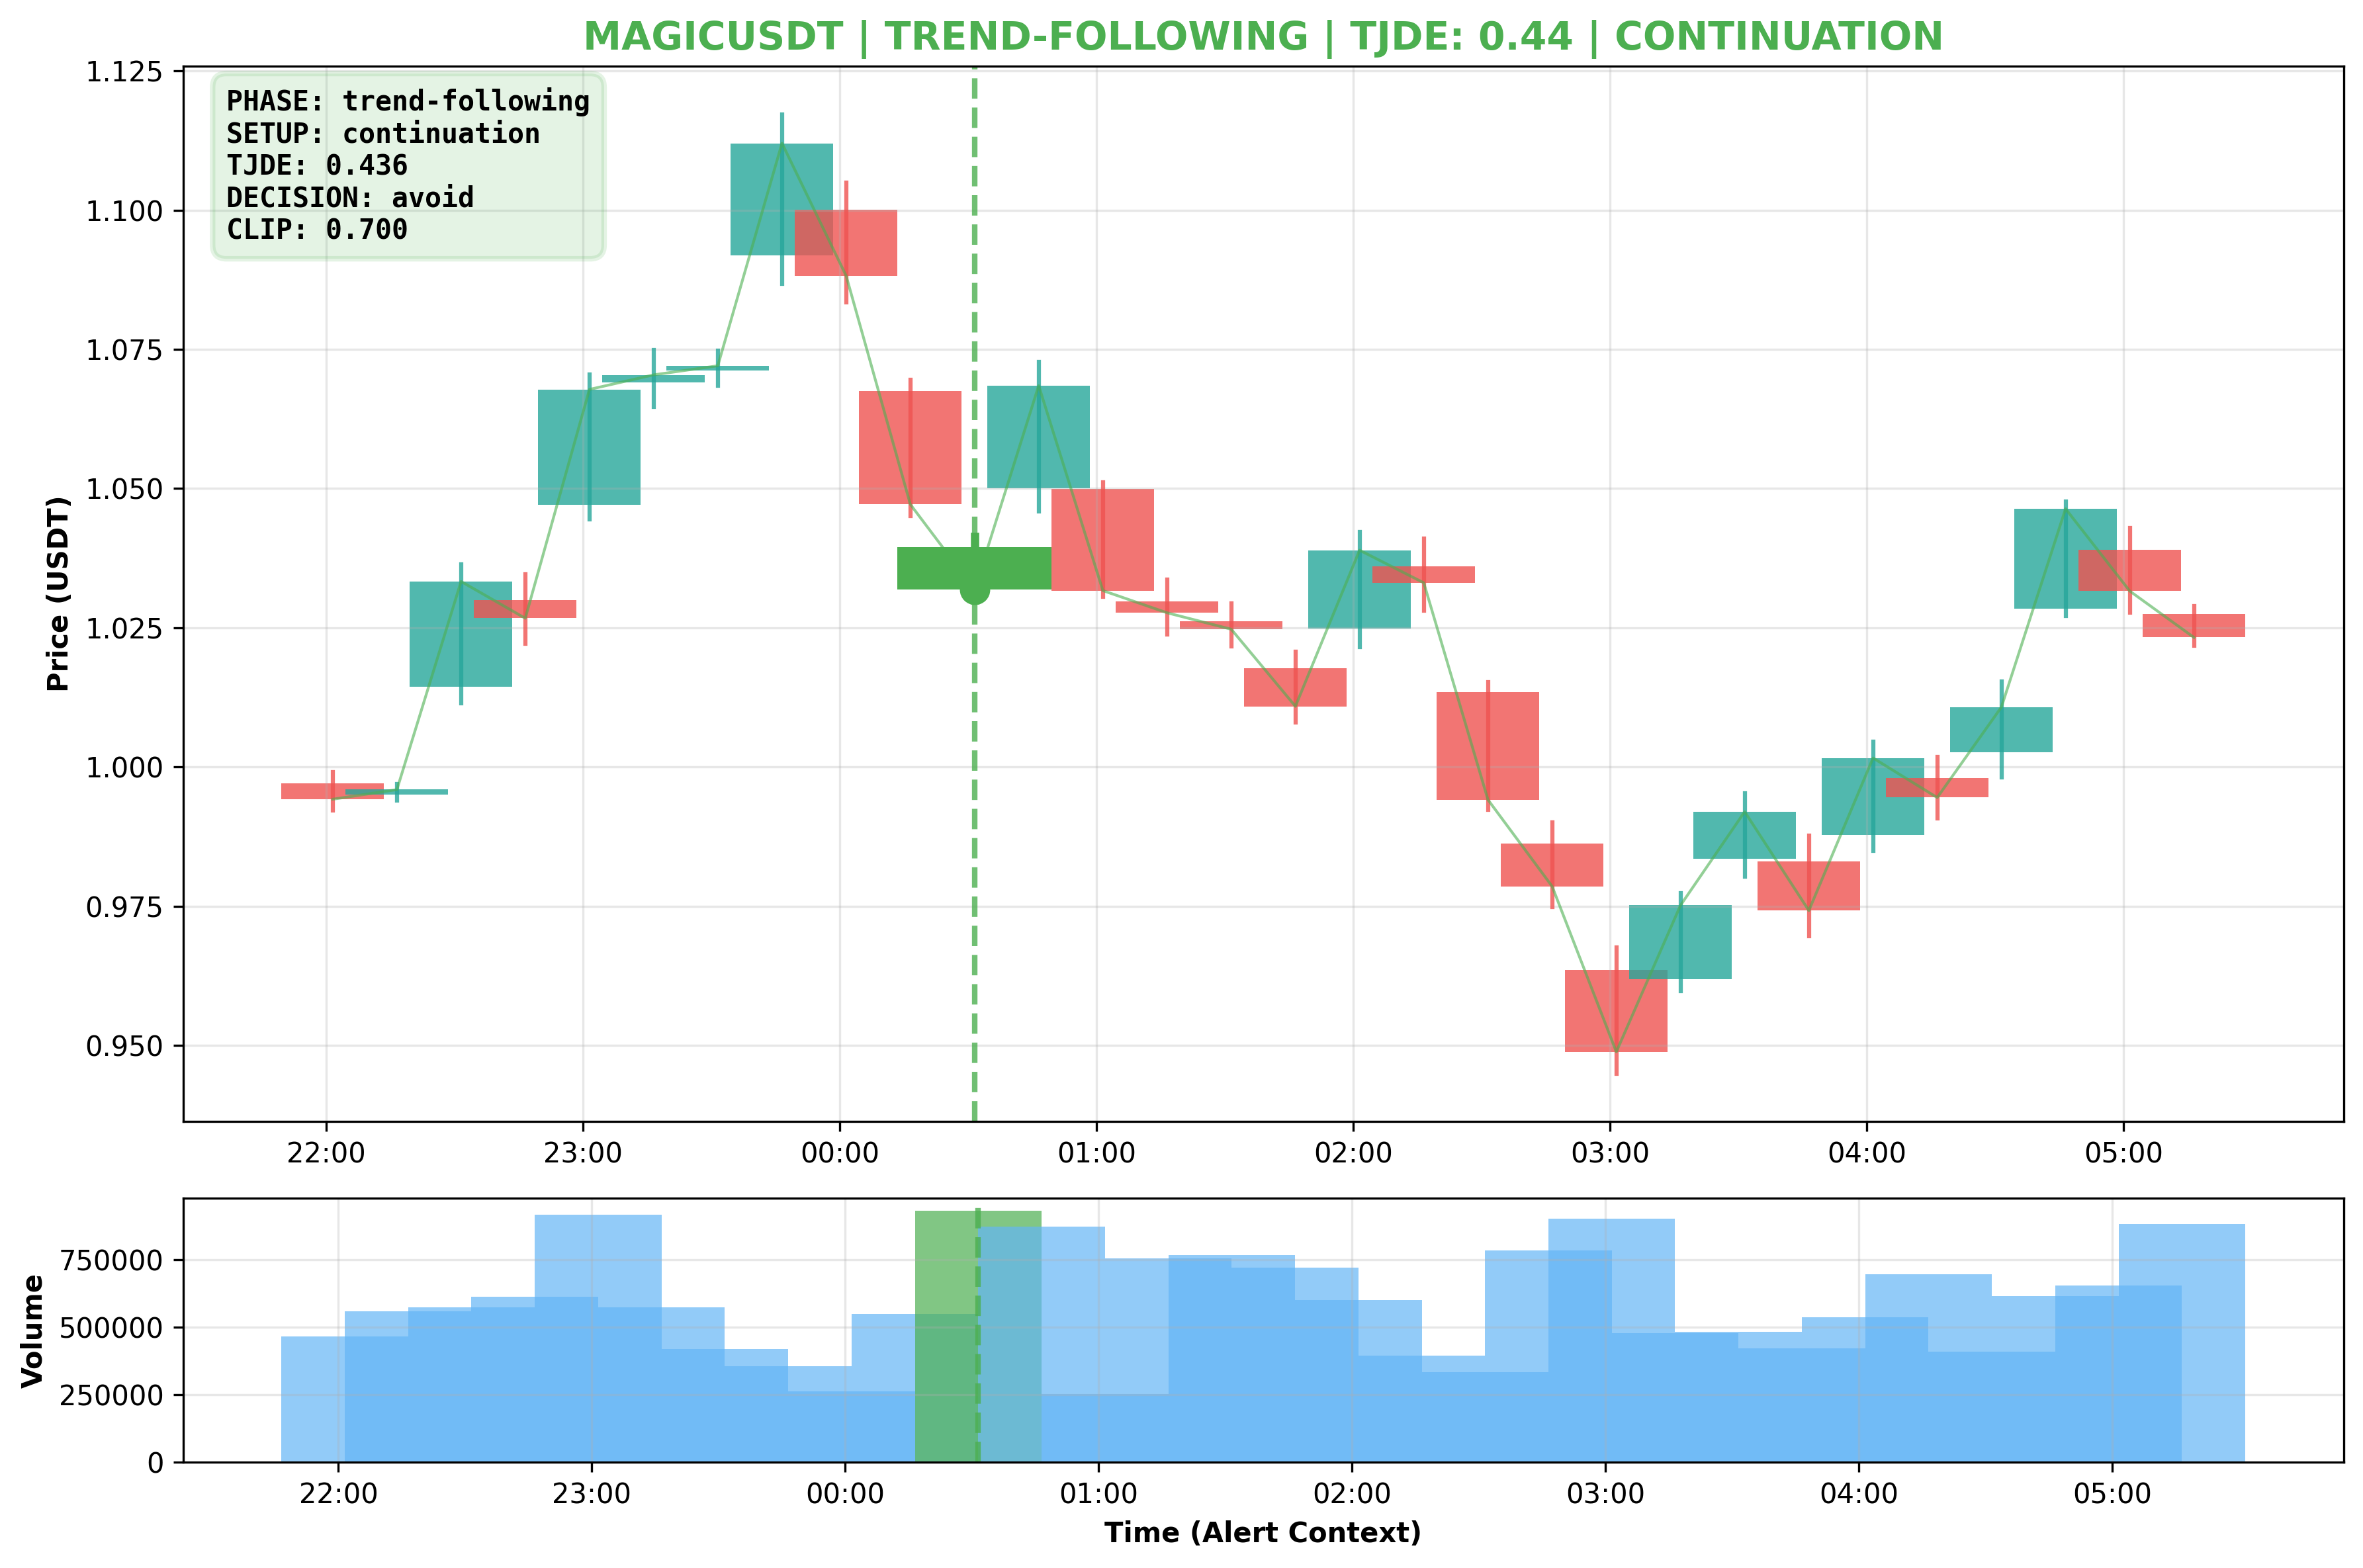 MAGICUSDT | TREND-FOLLOWING | TJDE: 0.44 | CONTINUATION
PHASE: trend-following
SETUP: continuation
TJDE: 0.436
DECISION: avoid
CLIP: 0.700
Price (USDT)
1.125
1.100
1.075
1.050
1.025
1.000
0.975
0.950
22:00 23:00 00:00 01:00 02:00 03:00 04:00 05:00
Volume
750000
500000
250000
0
22:00 23:00 00:00 01:00 02:00 03:00 04:00 05:00
Time (Alert Context)